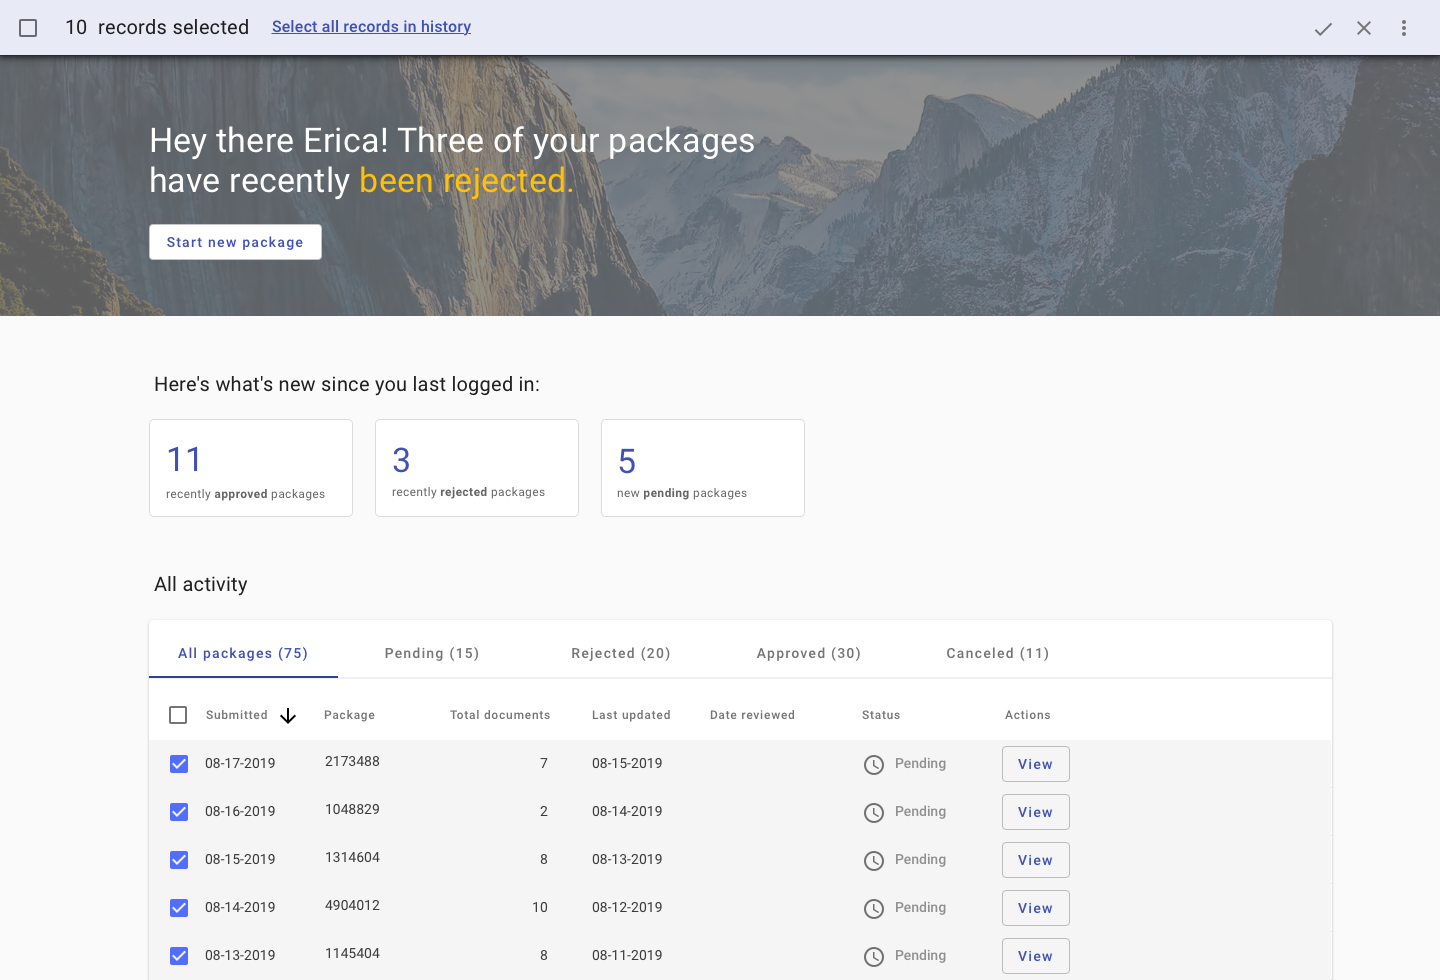 10 records selected Select all records in history
Hey there Erica! Three of your packages
have recently been rejected.
Start new package
Here's what's new since you last logged in:
11 3 5
recently approved packages recently rejected packages new pending packages
All activity
All packages (75) Pending (15) Rejected (20) Approved (30) Canceled (11)
Submitted Package Total documents Last updated Date reviewed Status Actions
08-17-2019 2173488 7 08-15-2019 Pending View
08-16-2019 1048829 2 08-14-2019 Pending View
08-15-2019 1314604 8 08-13-2019 Pending View
08-14-2019 4904012 10 08-12-2019 Pending View
08-13-2019 1145404 8 08-11-2019 Pending View